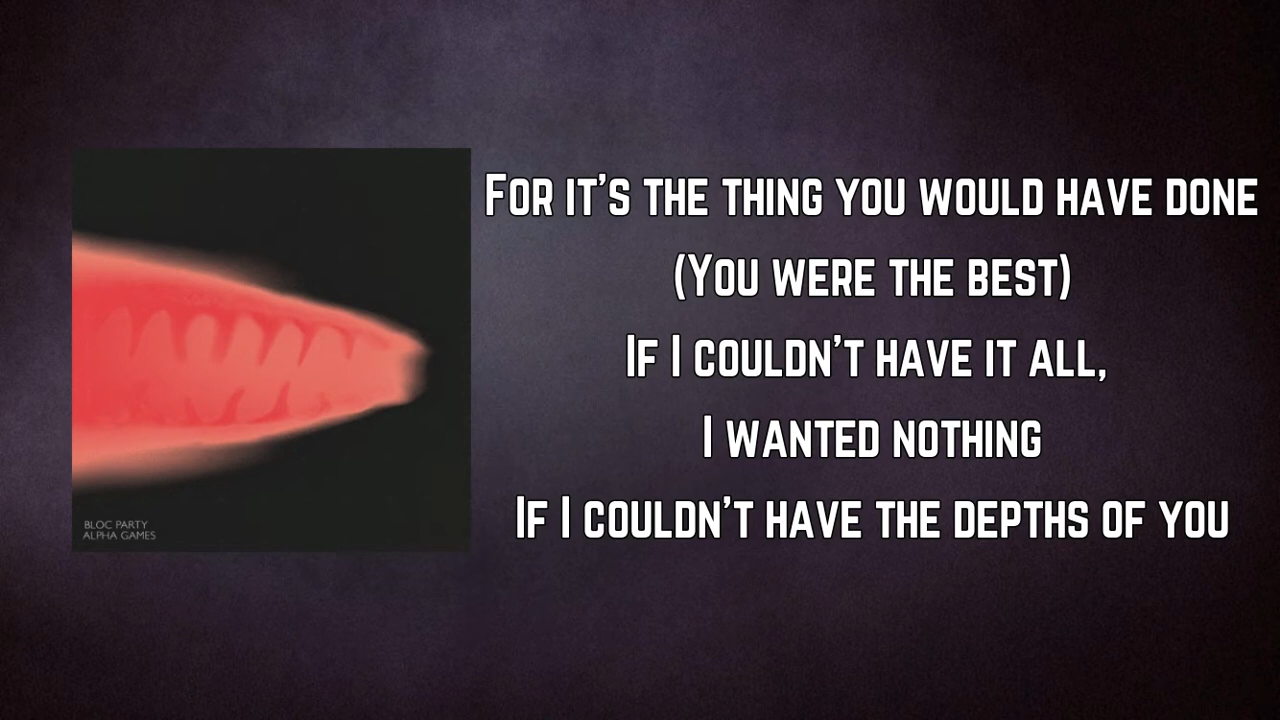 For it's the thing you would have done
(You were the best)
If I couldn't have it all,
I wanted nothing
If I couldn't have the depths of you
BLOC PARTY
ALPHA GAMES